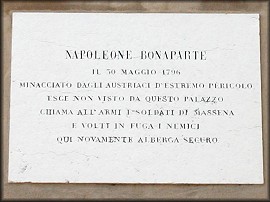 NAPOLEONE BONAPARTE
IL 30 MAGGIO 1796
MINACCIATO DAGLI AUSTRIACI D'ESTREMO PERICOLO
ESCE NON VISTO DA QUESTO PALAZZO
CHIAMA ALL'ARMI I SOLDATI DI MASSENA
E VOLTI IN FUGA I NEMICI
QUI NOVAMENTE ALBERGA SECURO